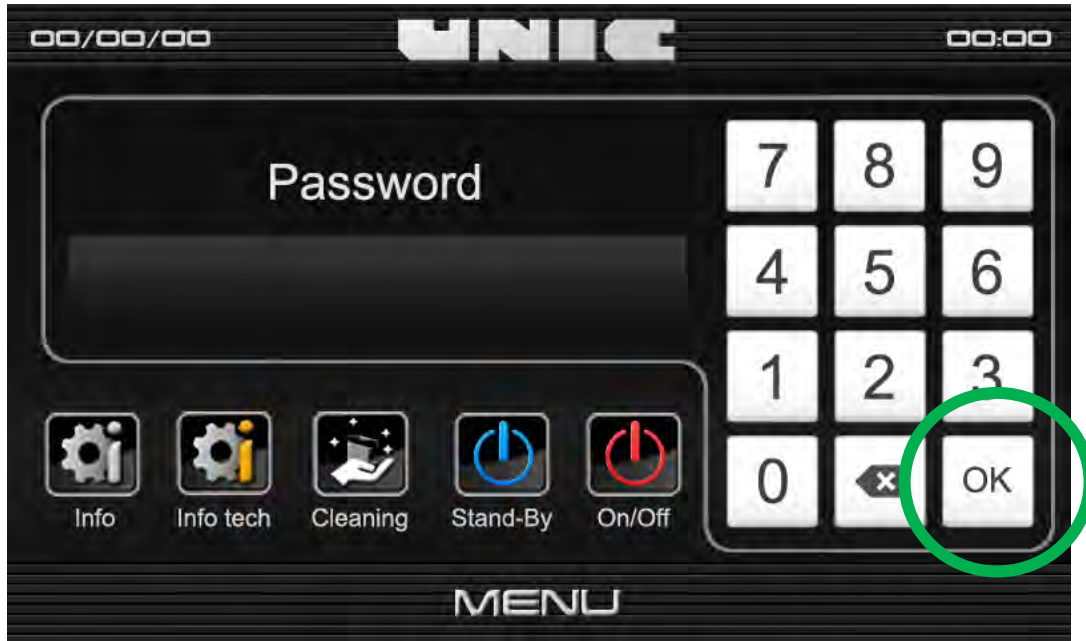 00/00/00 UNIC 00:00
Password
7 8 9
4 5 6
1 2 3
0 OK
Info Info tech Cleaning Stand-By On/Off
MENU